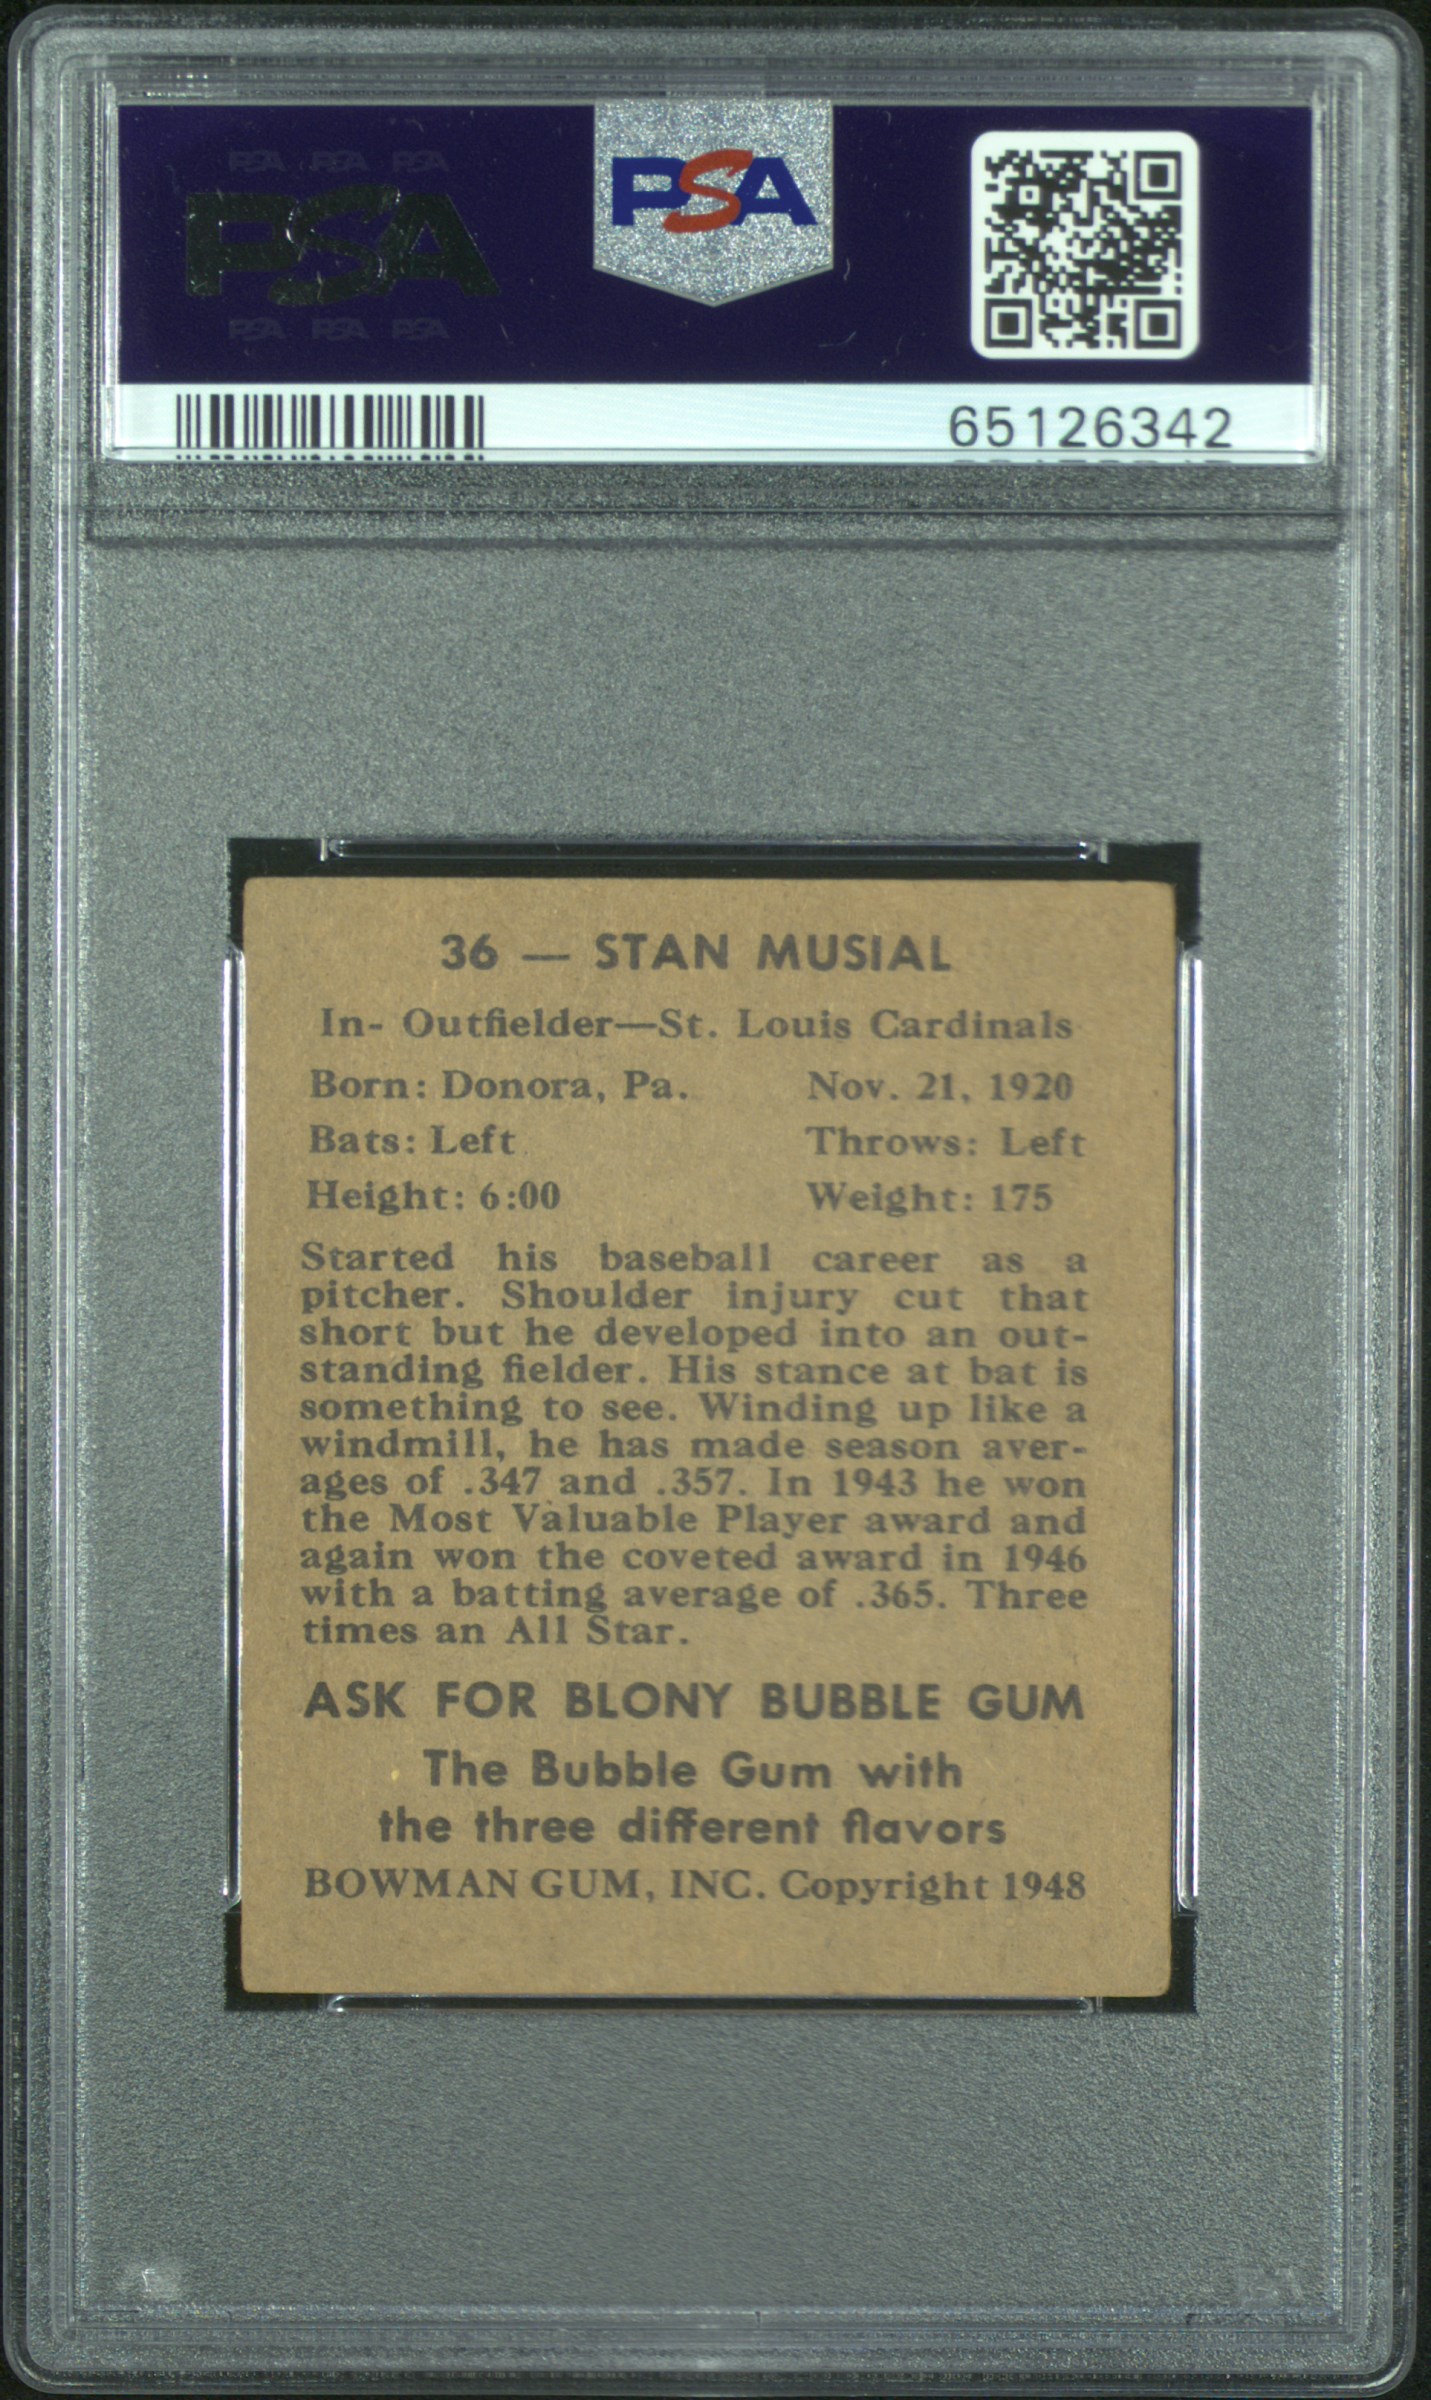 PSA PSA PSA
PSA
PSA PSA PSA
PSA
65126342
36 — STAN MUSIAL
In- Outfielder—St. Louis Cardinals
Born: Donora, Pa. Nov. 21, 1920
Bats: Left Throws: Left
Height: 6:00 Weight: 175
Started his baseball career as a
pitcher. Shoulder injury cut that
short but he developed into an out-
standing fielder. His stance at bat is
something to see. Winding up like a
windmill, he has made season aver-
ages of .347 and .357. In 1943 he won
the Most Valuable Player award and
again won the coveted award in 1946
with a batting average of .365. Three
times an All Star.
ASK FOR BLONY BUBBLE GUM
The Bubble Gum with
the three different flavors
BOWMAN GUM, INC. Copyright 1948